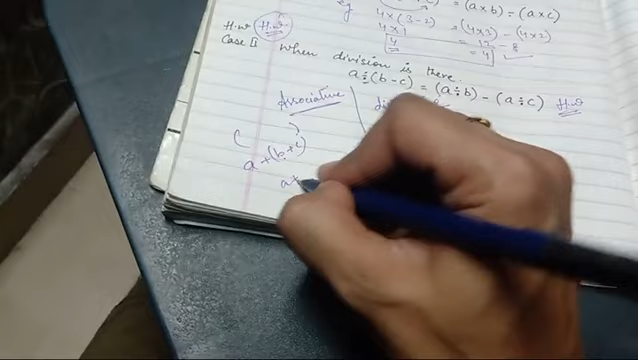 = (a×b) - (a×c)
eg 4×(3-2) = (4×3) - (4×2)
4×1 = 12 - 8
4 = 4
H.W H.W
Case II when division is there.
a÷(b-c) = (a÷b) - (a÷c) H.W
Associative
a+(b+c)
a+